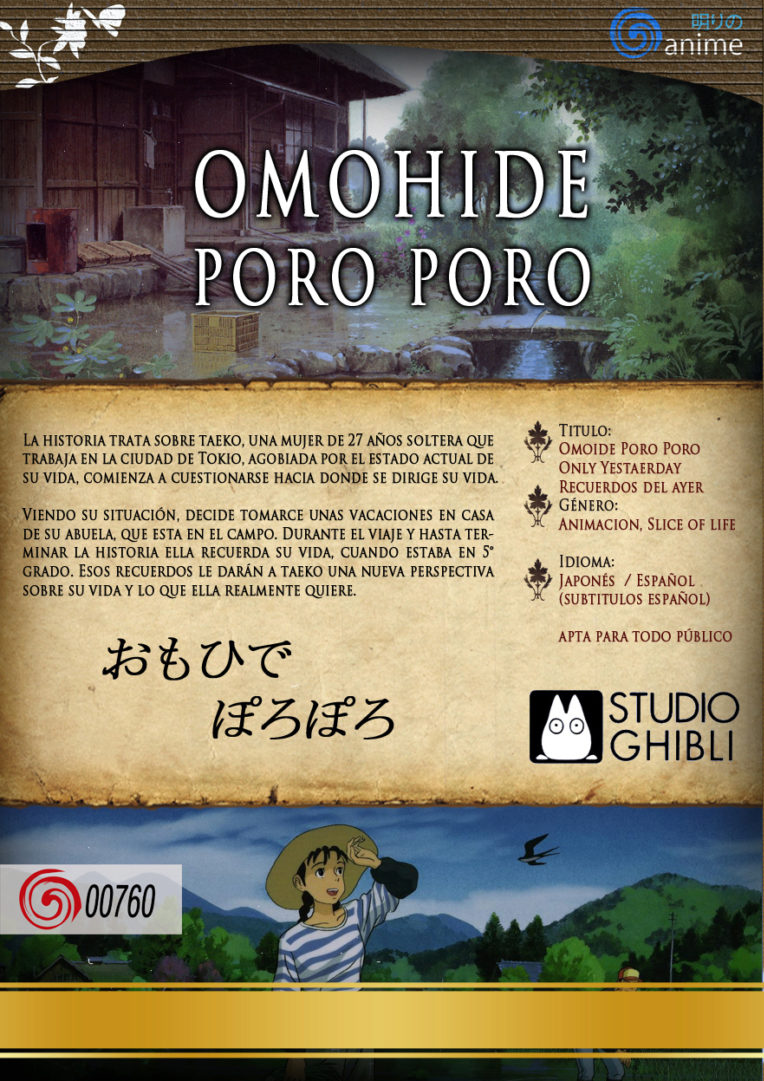 明りの
anime
OMOHIDE
PORO PORO
La historia trata sobre taeko, una mujer de 27 años soltera que
trabaja en la ciudad de Tokio, agobiada por el estado actual de
su vida, comienza a cuestionarse hacia donde se dirige su vida.
Viendo su situación, decide tomarce unas vacaciones en casa
de su abuela, que esta en el campo. Durante el viaje y hasta ter-
minar la historia ella recuerda su vida, cuando estaba en 5°
grado. Esos recuerdos le darán a taeko una nueva perspectiva
sobre su vida y lo que ella realmente quiere.
Titulo:
Omoide Poro Poro
Only Yestaerday
Recuerdos del ayer
Género:
Animacion, Slice of life
Idioma:
Japonés / Español
(subtitulos español)
apta para todo público
おもひで
ぽろぽろ
STUDIO
GHIBLI
00760